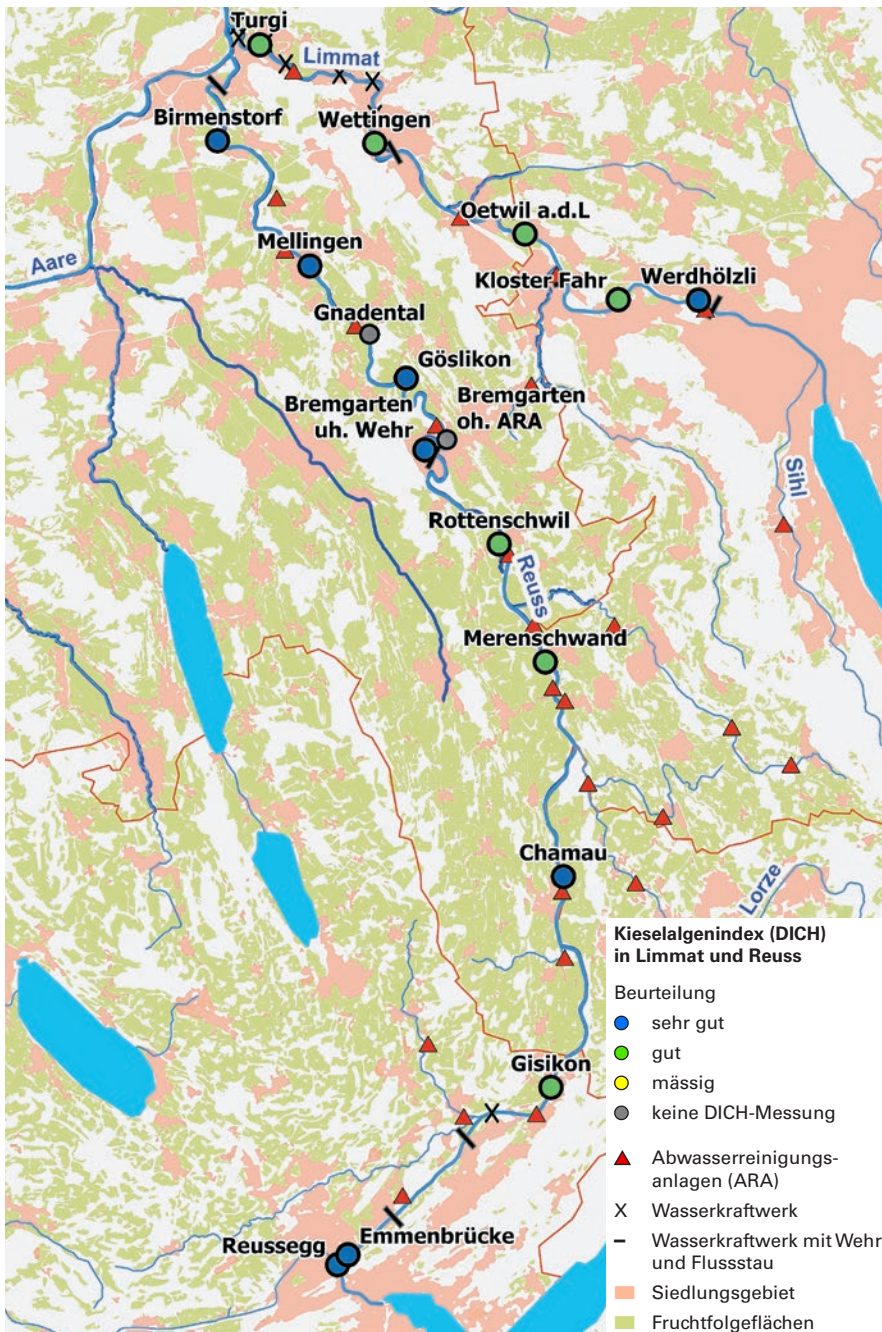 Turgi
Limmat
Birmenstorf
Wettingen
Oetwil a.d.L
Aare
Mellingen
Kloster Fahr
Werdhölzli
Gnadental
Göslikon
Bremgarten
uh. Wehr
Bremgarten
oh. ARA
Sihl
Rottenschwil
Reuss
Merenschwand
Chamau
Lorze
Gisikon
Reussegg
Emmenbrücke
Kieselalgenindex (DICH)
in Limmat und Reuss
Beurteilung
sehr gut
gut
mässig
keine DICH-Messung
Abwasserreinigungs-
anlagen (ARA)
X Wasserkraftwerk
Wasserkraftwerk mit Wehr
und Flussstau
Siedlungsgebiet
Fruchtfolgeflächen